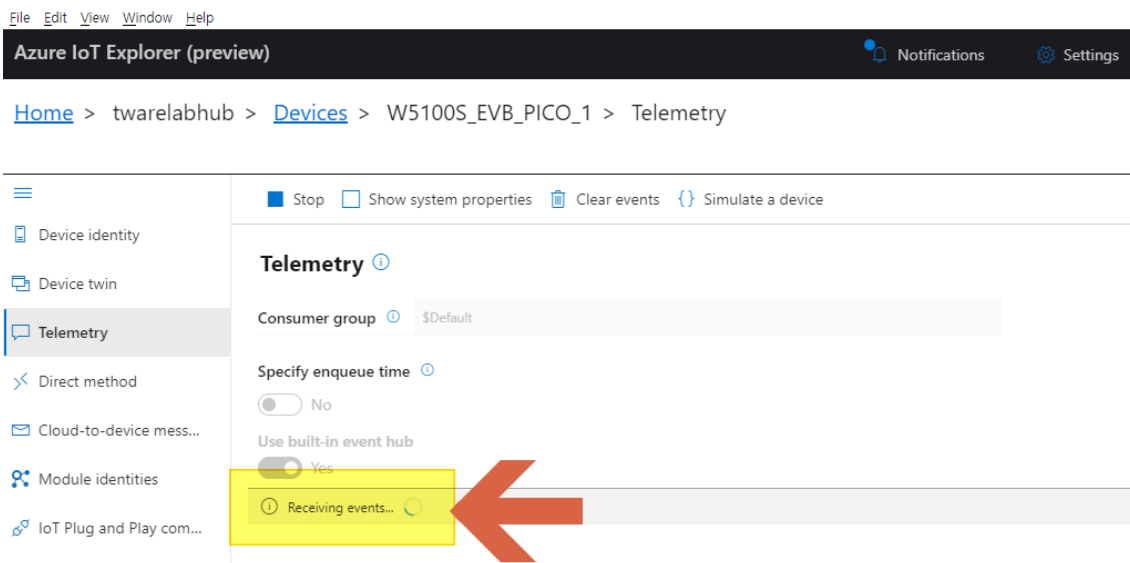 File Edit View Window Help
Azure IoT Explorer (preview)
Notifications
Settings
Home > twarelabhub > Devices > W5100S_EVB_PICO_1 > Telemetry
Stop Show system properties Clear events {} Simulate a device
Device identity
Device twin
Telemetry
Direct method
Cloud-to-device mess...
Module identities
IoT Plug and Play com...
Telemetry
Consumer group $Default
Specify enqueue time
No
Use built-in event hub
Yes
Receiving events...